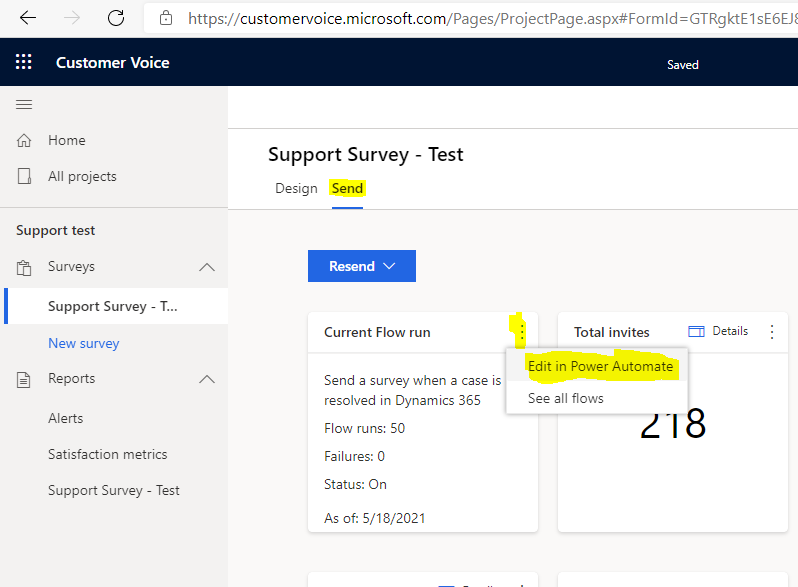 https://customervoice.microsoft.com/Pages/ProjectPage.aspx#FormId=GTRgktE1sE6EJ8
Customer Voice
Saved
Home
All projects
Support test
Surveys
Support Survey - T...
New survey
Reports
Alerts
Satisfaction metrics
Support Survey - Test
Support Survey - Test
Design Send
Resend
Current Flow run
Send a survey when a case is
resolved in Dynamics 365
Flow runs: 50
Failures: 0
Status: On
As of: 5/18/2021
Edit in Power Automate
See all flows
Total invites Details
218